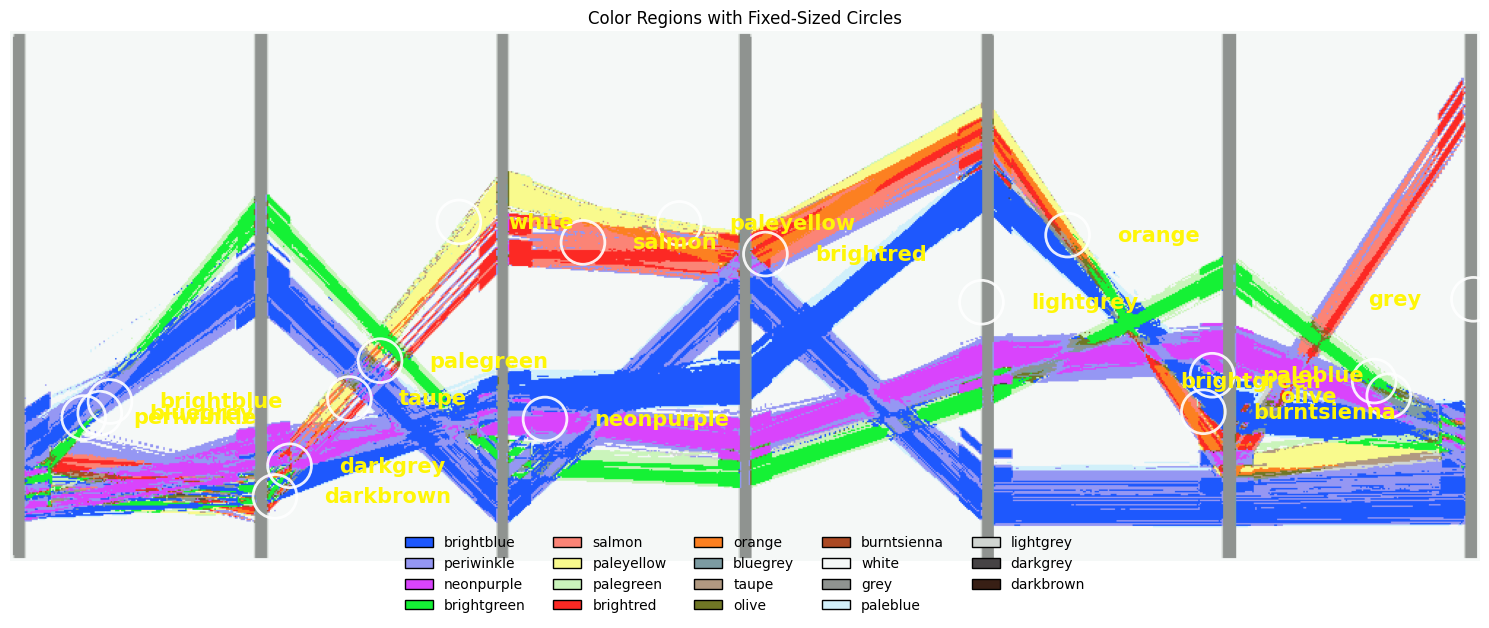 Color Regions with Fixed-Sized Circles
white
paleyellow
salmon
brightred
orange
lightgrey
grey
palegreen
brightblue
bluegrey
periwinkle
taupe
neonpurple
paleblue
brightgreen
olive
burntsienna
darkgrey
darkbrown
brightblue salmon orange burntsienna lightgrey
periwinkle paleyellow bluegrey white darkgrey
neonpurple palegreen taupe grey darkbrown
brightgreen brightred olive paleblue